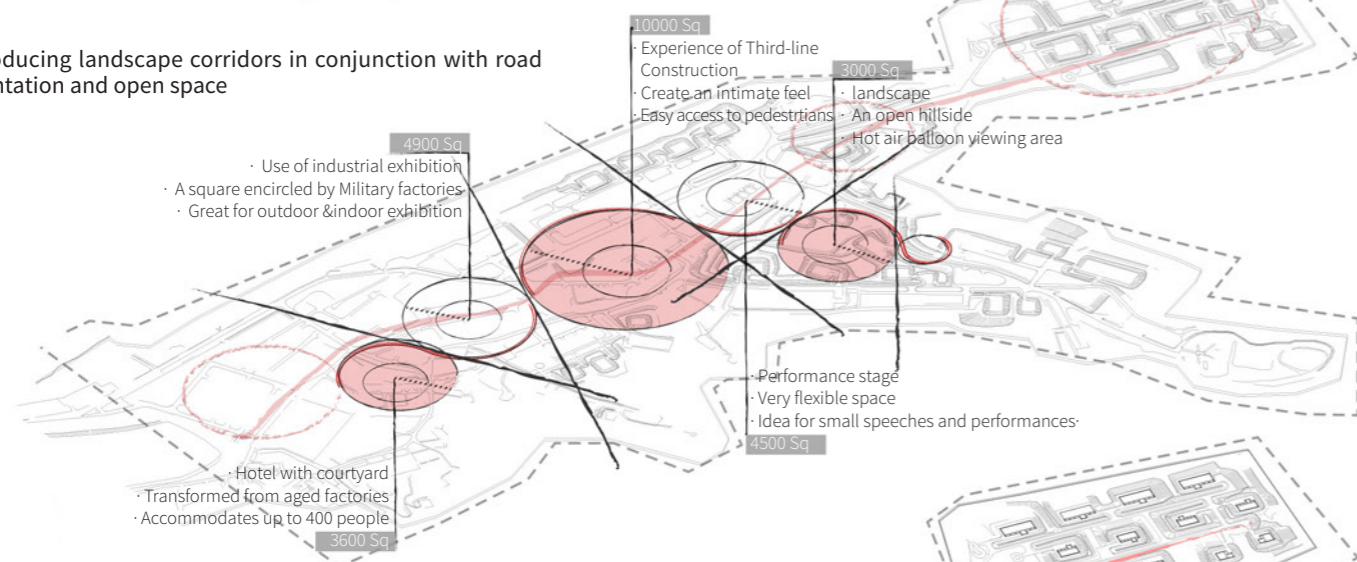 oducing landscape corridors in conjunction with road
ntation and open space
10000 Sq
· Experience of Third-line
Construction
· Create an intimate feel
· Easy access to pedestrtians
3000 Sq
· landscape
· An open hillside
· Hot air balloon viewing area
4900 Sq
· Use of industrial exhibition
· A square encircled by Military factories
· Great for outdoor &indoor exhibition
· Performance stage
· Very flexible space
· Idea for small speeches and performances·
4500 Sq
· Hotel with courtyard
· Transformed from aged factories
· Accommodates up to 400 people
3600 Sq